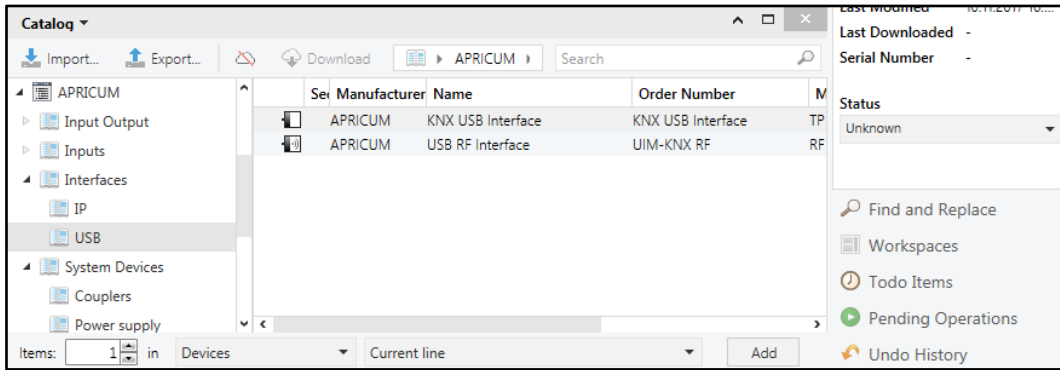 Catalog
Last Modified
Import... Export... Download APRICUM Search
APRICUM
Input Output
Inputs
Interfaces
IP
USB
System Devices
Couplers
Power supply
Manufacturer Name Order Number
APRICUM KNX USB Interface KNX USB Interface TP
APRICUM USB RF Interface UIM-KNX RF RF
Items: 1 in Devices Current line Add
Last Downloaded -
Serial Number -
Status
Unknown
Find and Replace
Workspaces
Todo Items
Pending Operations
Undo History